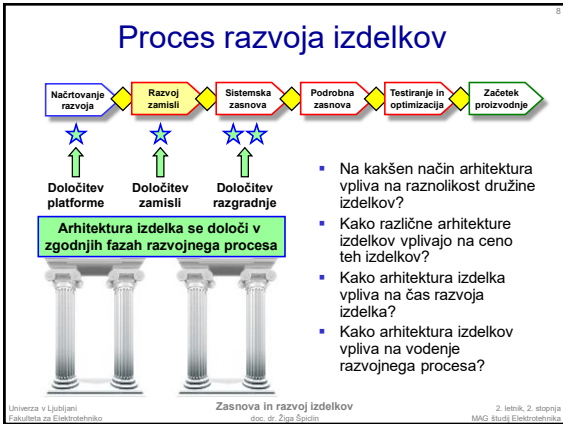 8
Proces razvoja izdelkov
Načrtovanje
razvoja
Razvoj
zamisli
Sistemska
zasnova
Podrobna
zasnova
Testiranje in
optimizacija
Začetek
proizvodnje
Določitev
platforme
Določitev
zamisli
Določitev
razgradnje
Arhitektura izdelka se določi v
zgodnjih fazah razvojnega procesa
Na kakšen način arhitektura
vpliva na raznolikost družine
izdelkov?
Kako različne arhitekture
izdelkov vplivajo na ceno
teh izdelkov?
Kako arhitektura izdelka
vpliva na čas razvoja
izdelka?
Kako arhitektura izdelkov
vpliva na vodenje
razvojnega procesa?
Univerza v Ljubljani
Fakulteta za Elektrotehniko
Zasnova in razvoj izdelkov
doc. dr. Žiga Špiclin
2. letnik, 2. stopnja
MAG študij Elektrotehnika